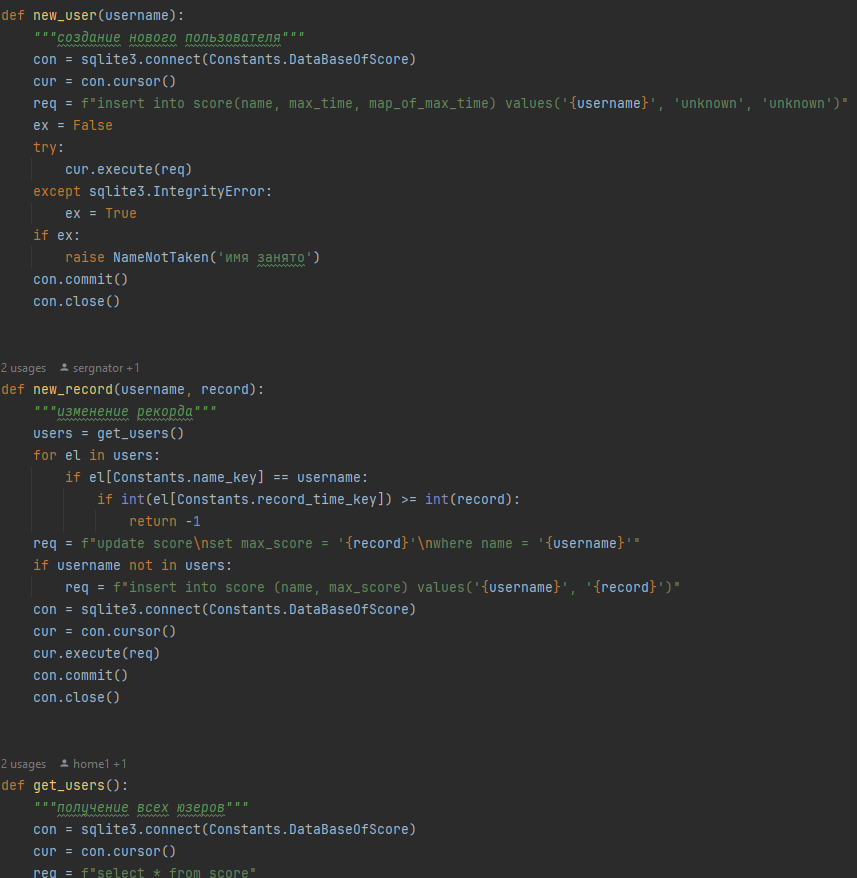 def new_user(username):
    """создание нового пользователя"""
    con = sqlite3.connect(Constants.DataBaseOfScore)
    cur = con.cursor()
    req = f"insert into score(name, max_time, map_of_max_time) values('{username}', 'unknown', 'unknown')"
    ex = False
    try:
        cur.execute(req)
    except sqlite3.IntegrityError:
        ex = True
    if ex:
        raise NameNotTaken('имя занято')
    con.commit()
    con.close()
2 usages sergnator +1
def new_record(username, record):
    """изменение рекорда"""
    users = get_users()
    for el in users:
        if el[Constants.name_key] == username:
            if int(el[Constants.record_time_key]) >= int(record):
                return -1
    req = f"update score\nset max_score = '{record}'\nwhere name = '{username}'"
    if username not in users:
        req = f"insert into score (name, max_score) values('{username}', '{record}')"
    con = sqlite3.connect(Constants.DataBaseOfScore)
    cur = con.cursor()
    cur.execute(req)
    con.commit()
    con.close()
2 usages home1 +1
def get_users():
    """получение всех юзеров"""
    con = sqlite3.connect(Constants.DataBaseOfScore)
    cur = con.cursor()
    req = f"select * from score"